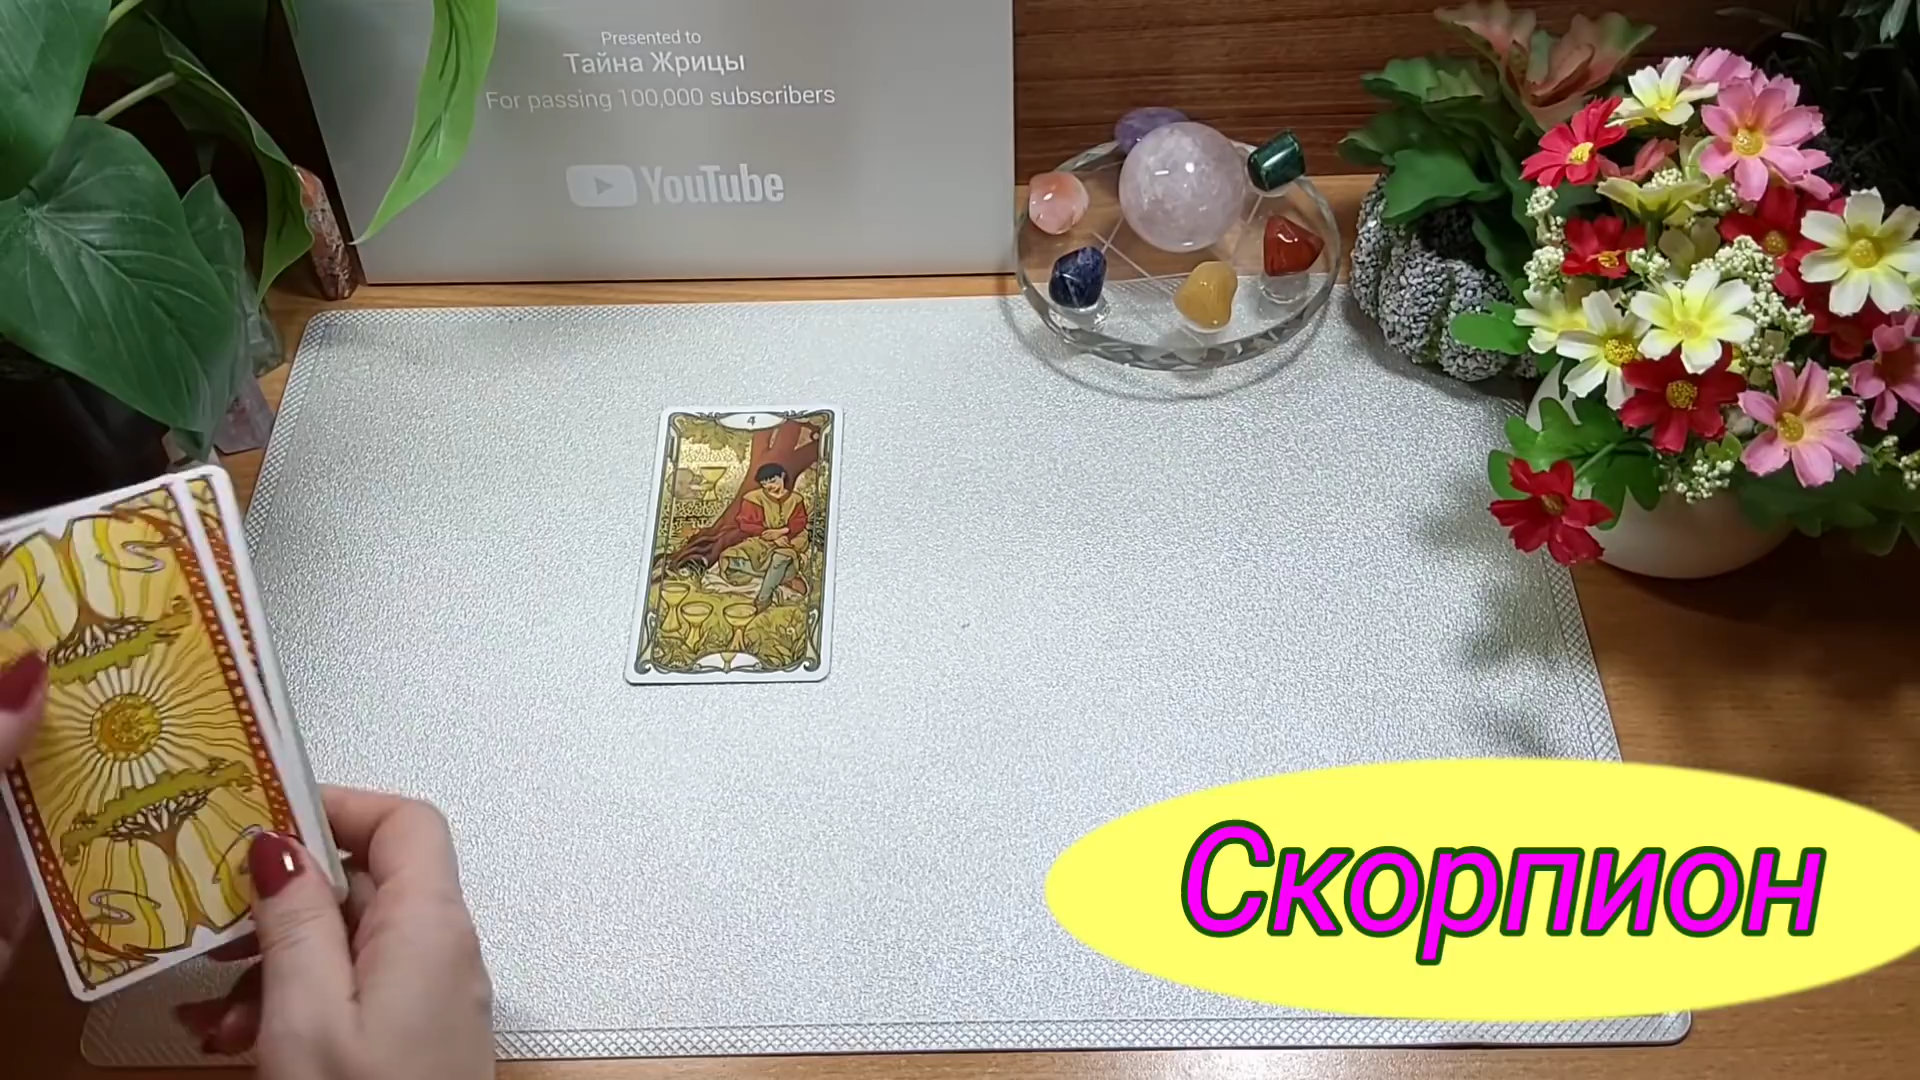 Presented to
Тайна Жрицы
For passing 100,000 subscribers
YouTube
4
Скорпион